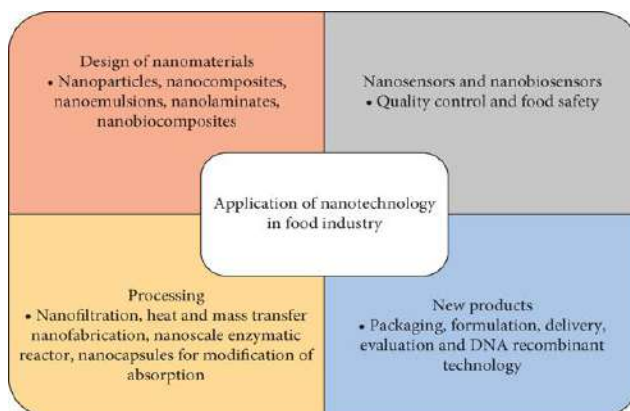 Design of nanomaterials
• Nanoparticles, nanocomposites,
nanoemulsions, nanolaminates,
nanobiocomposites
Nanosensors and nanobiosensors
• Quality control and food safety
Application of nanotechnology
in food industry
Processing
• Nanofiltration, heat and mass transfer
nanofabrication, nanoscale enzymatic
reactor, nanocapsules for modification of
absorption
New products
• Packaging, formulation, delivery,
evaluation and DNA recombinant
technology